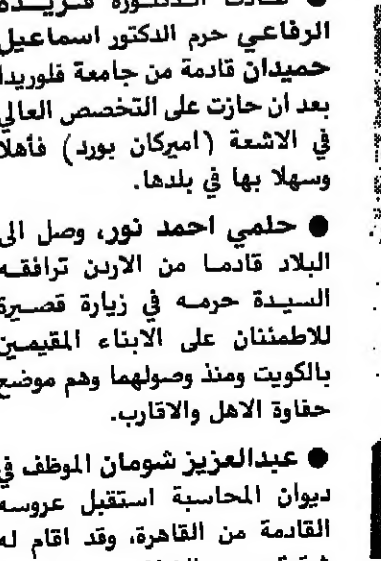 ● عادت الدكتورة فريدة
الرفاعي حرم الدكتور اسماعيل
حميدان قادمة من جامعة فلوريدا
بعد ان حازت على التخصص العالي
في الاشعة (اميركان بورد) فأهلا
وسهلا بها في بلدها.
● حلمي احمد نور، وصل الى
البلاد قادما من الاردن ترافقه
السيدة حرمه في زيارة قصيرة
للاطمئنان على الابناء المقيمين
بالكويت ومنذ وصولهما وهم موضع
حفاوة الاهل والاقارب.
● عبدالعزيز شومان الموظف في
ديوان المحاسبة استقبل عروسه
القادمة من القاهرة، وقد اقام له